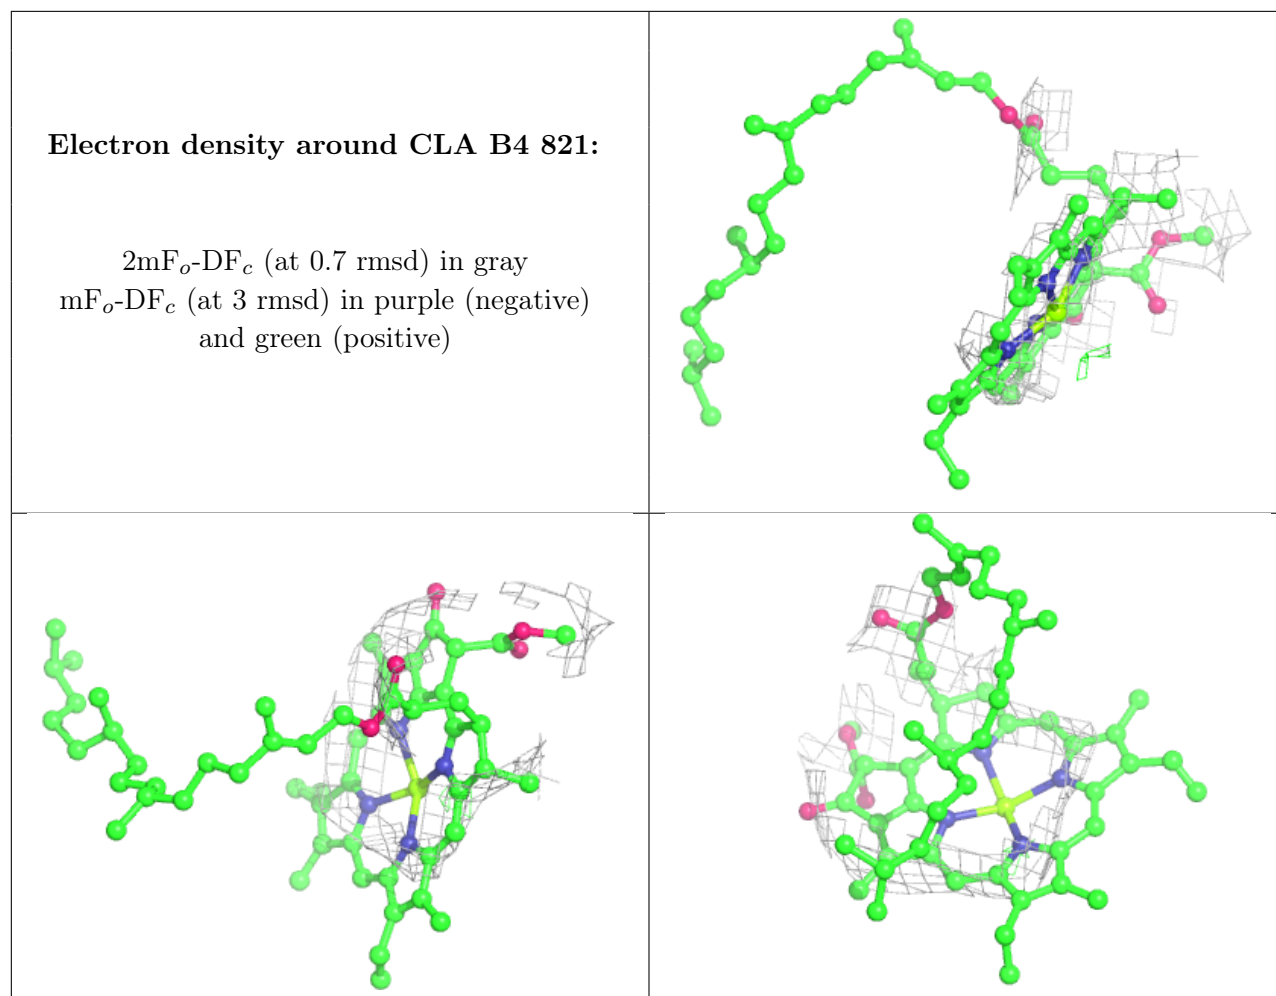 Electron density around CLA B4 821:
2mFo-DFc (at 0.7 rmsd) in gray
mFo-DFc (at 3 rmsd) in purple (negative)
and green (positive)